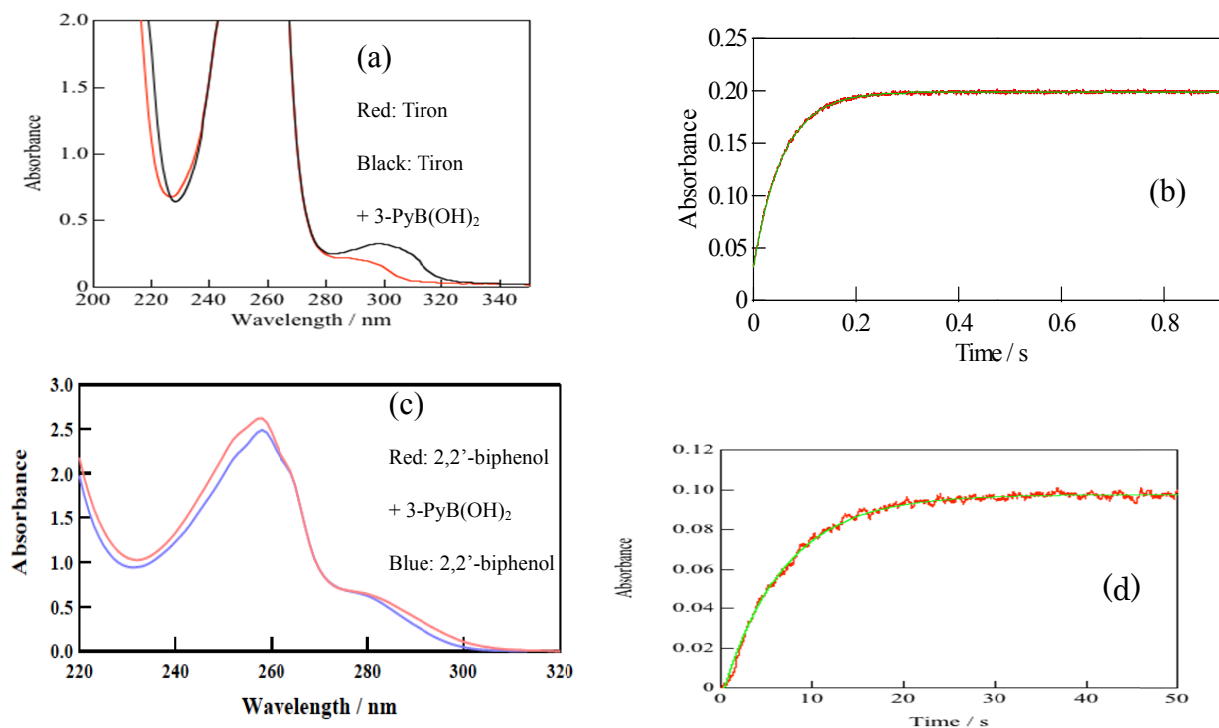 2.0
(a)
1.5
Red: Tiron
Absorbance
1.0
Black: Tiron
0.5
+ 3-PyB(OH)₂
0
200 220 240 260 280 300 320 340
Wavelength / nm
0.25
0.20
0.15
Absorbance
0.10
(b)
0.05
0
0 0.2 0.4 0.6 0.8
Time / s
3.0
(c)
2.5
Red: 2,2’-biphenol
2.0
Absorbance
+ 3-PyB(OH)₂
1.5
1.0
Blue: 2,2’-biphenol
0.5
0.0
220 240 260 280 300 320
Wavelength / nm
0.12
0.10
0.08
Absorbance
0.06
(d)
0.04
0.02
0
0 10 20 30 40 50
Time / s